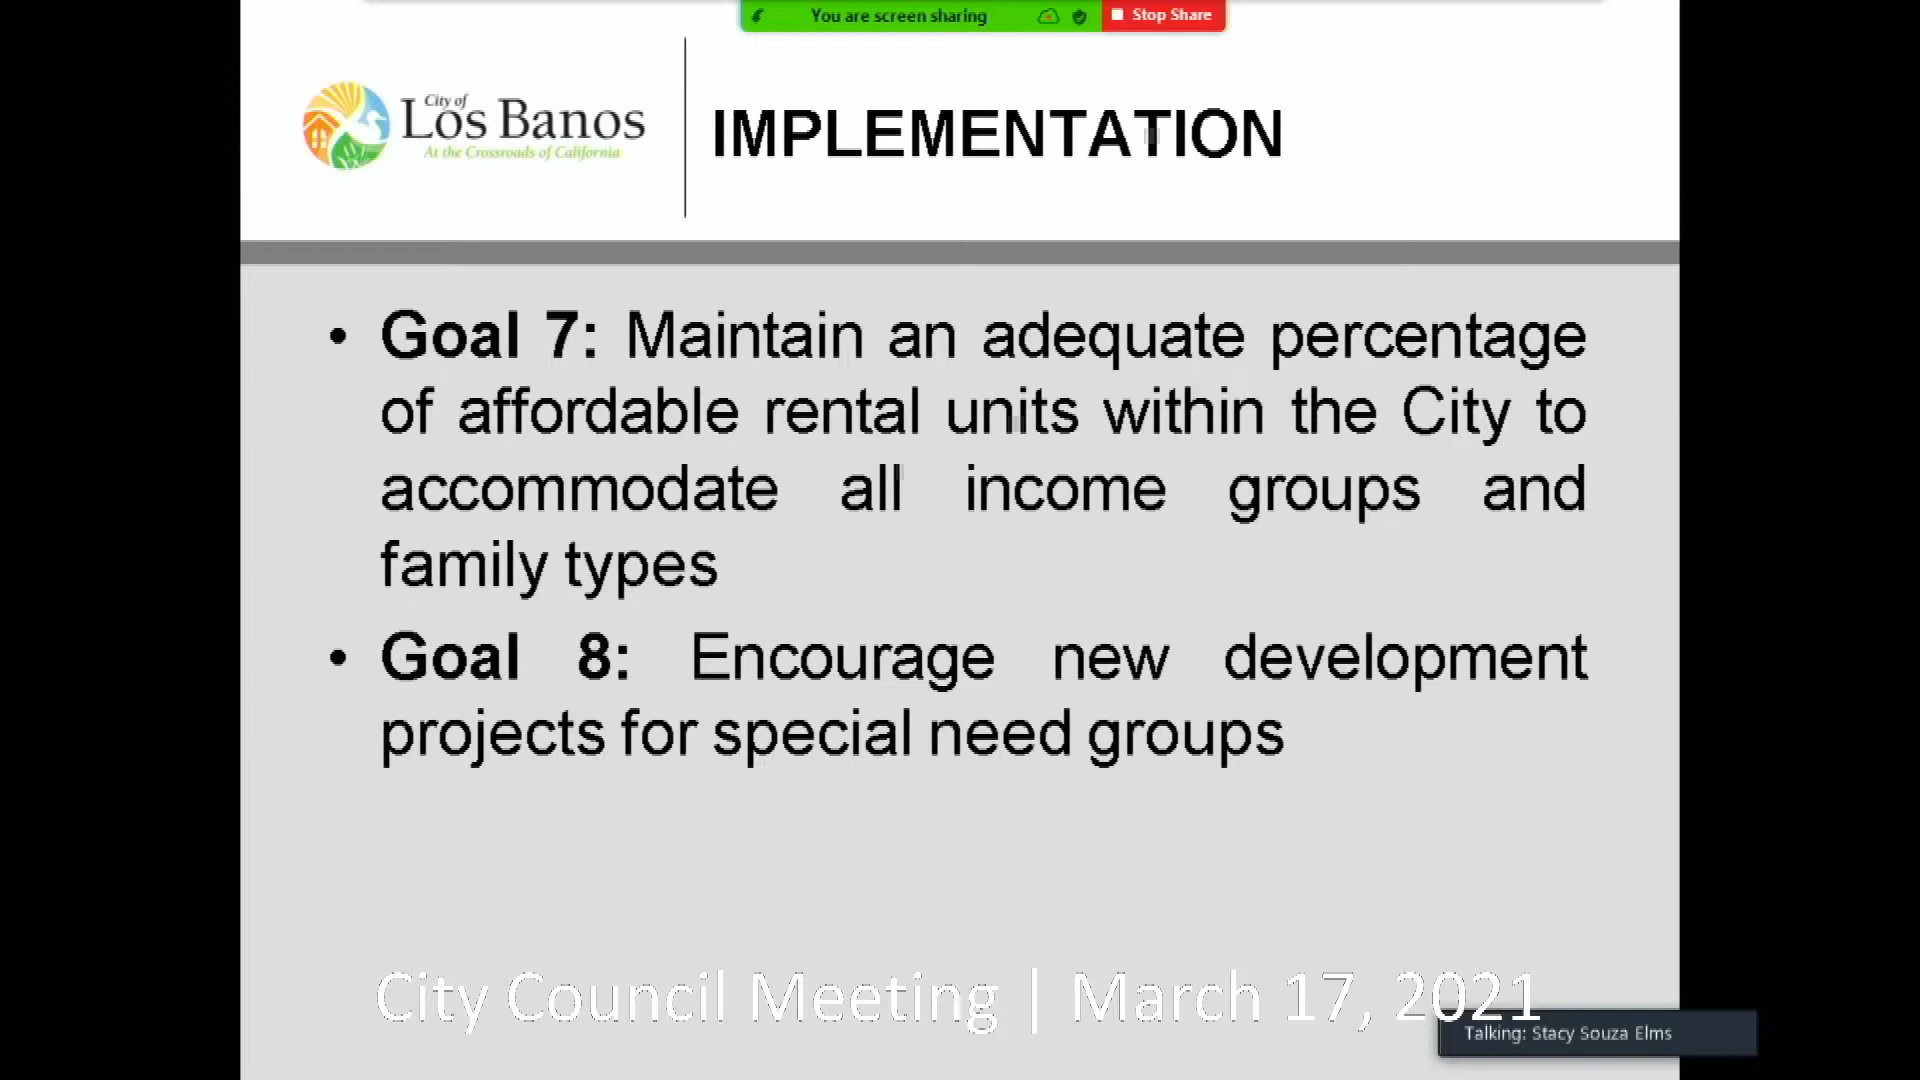 You are screen sharing
Stop Share
City of
Los Banos
At the Crossroads of California
IMPLEMENTATION
• Goal 7: Maintain an adequate percentage
of affordable rental units within the City to
accommodate all income groups and
family types
• Goal 8: Encourage new development
projects for special need groups
City Council Meeting | March 17, 2021
Talking: Stacy Souza Elms